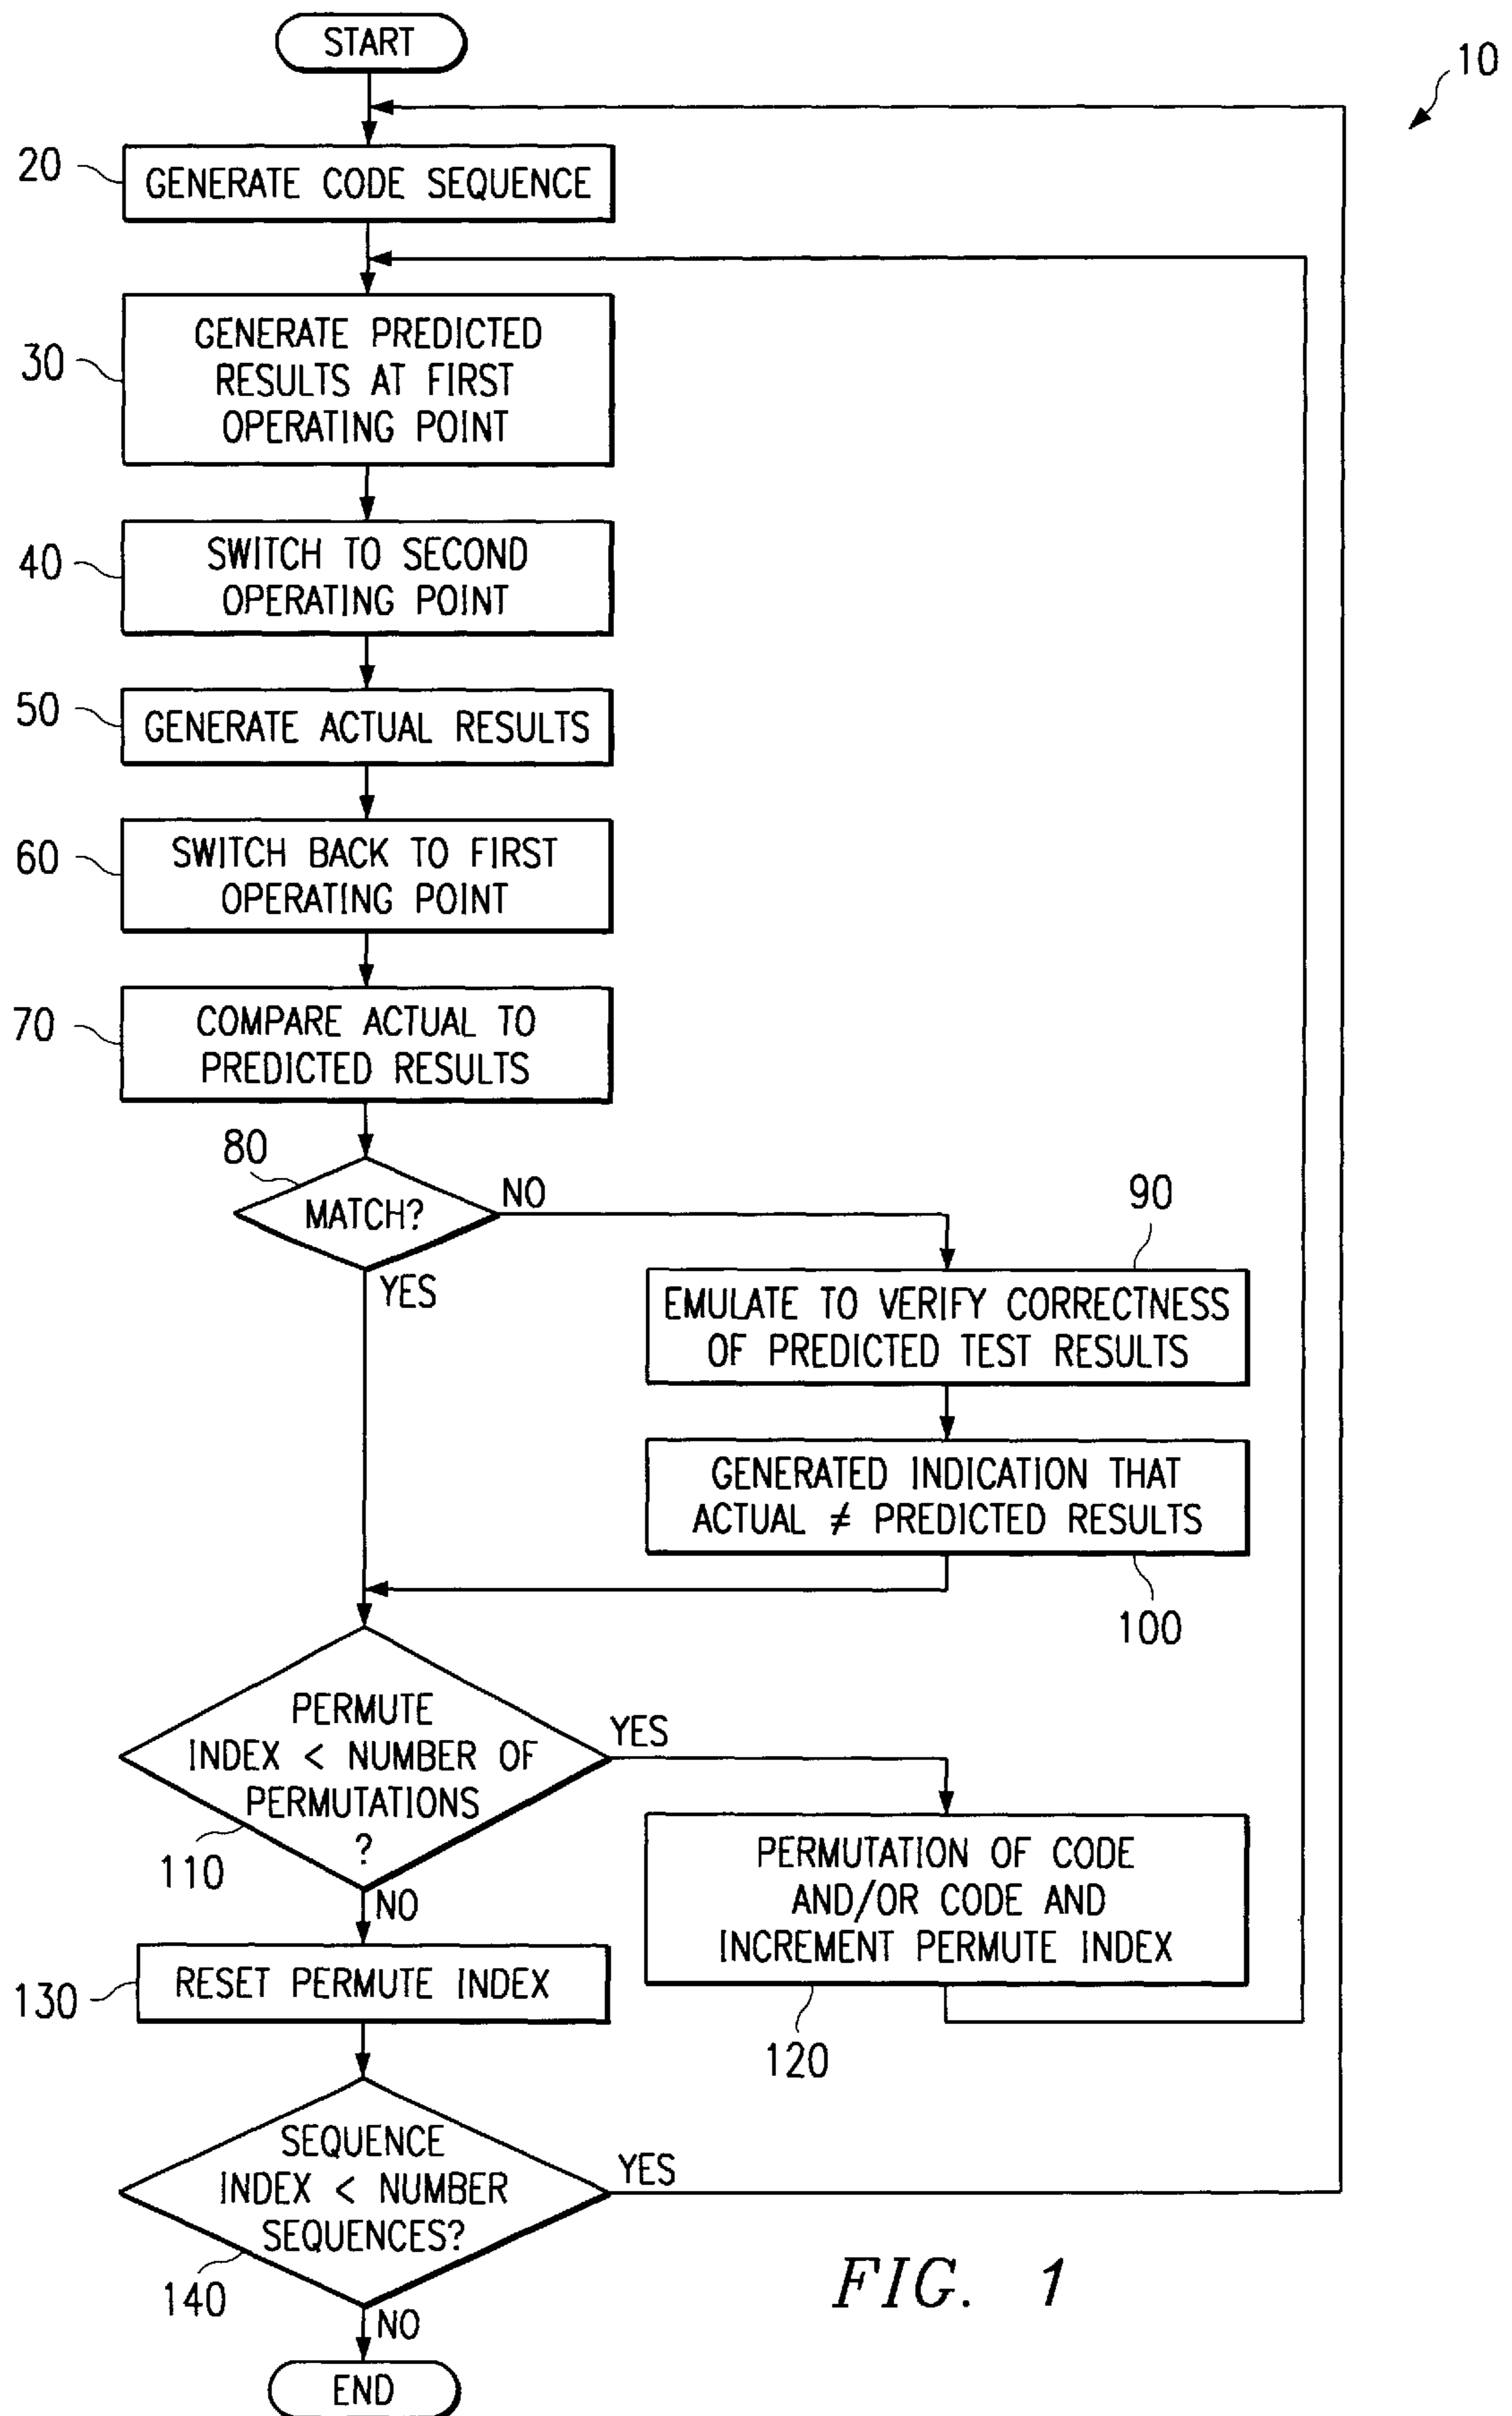 START
10
20
GENERATE CODE SEQUENCE
30
GENERATE PREDICTED
RESULTS AT FIRST
OPERATING POINT
40
SWITCH TO SECOND
OPERATING POINT
50
GENERATE ACTUAL RESULTS
60
SWITCH BACK TO FIRST
OPERATING POINT
70
COMPARE ACTUAL TO
PREDICTED RESULTS
80
MATCH?
NO
YES
90
EMULATE TO VERIFY CORRECTNESS
OF PREDICTED TEST RESULTS
GENERATED INDICATION THAT
ACTUAL ≠ PREDICTED RESULTS
100
PERMUTE
INDEX < NUMBER OF
PERMUTATIONS
?
110
YES
NO
PERMUTATION OF CODE
AND/OR CODE AND
INCREMENT PERMUTE INDEX
120
130
RESET PERMUTE INDEX
SEQUENCE
INDEX < NUMBER
SEQUENCES?
140
YES
NO
END
FIG. 1